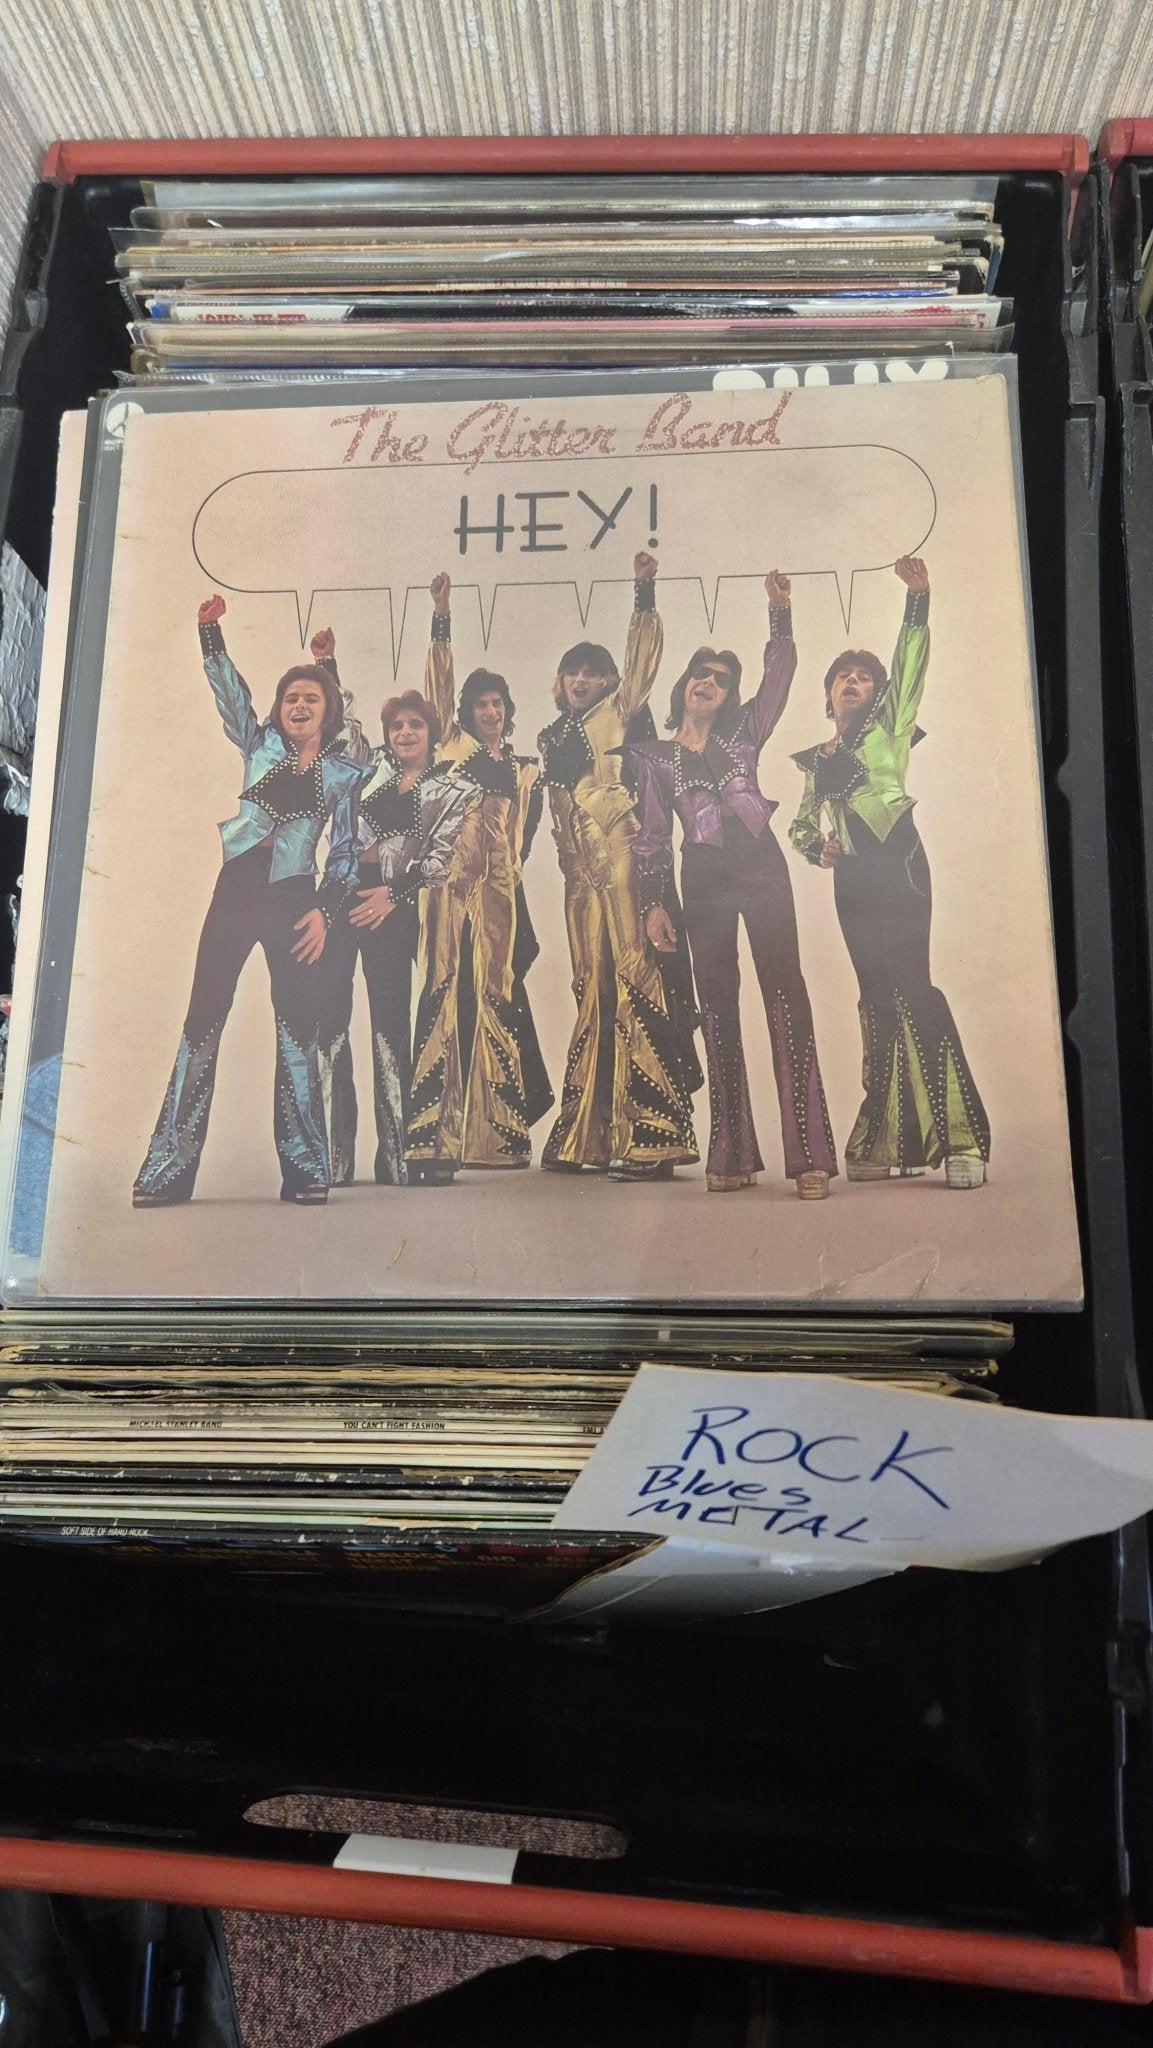 The Glitter Band
HEY!
MICHAEL STANLEY BAND YOU CAN'T FIGHT FASHION
ROCK
Blues
METAL
SOFT SIDE OF HARD ROCK